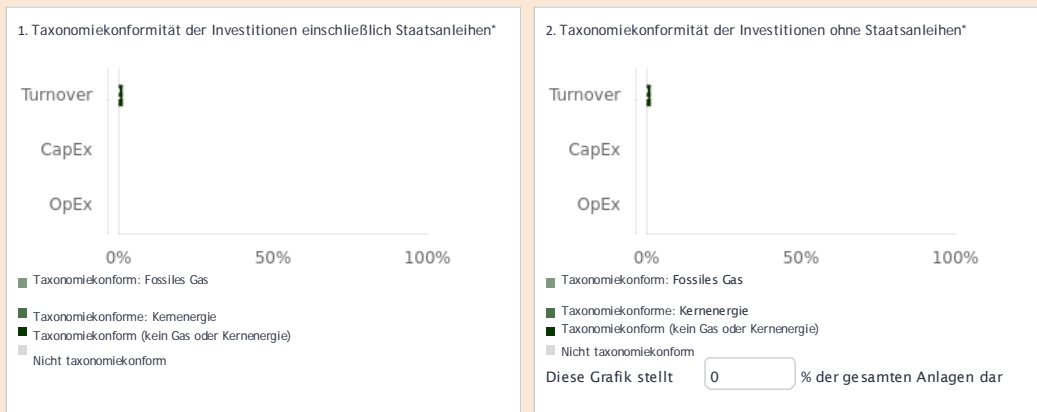 1. Taxonomiekonformität der Investitionen einschließlich Staatsanleihen*
Turnover
CapEx
OpEx
0% 50% 100%
Taxonomiekonform: Fossiles Gas
Taxonomiekonforme: Kernenergie
Taxonomiekonform (kein Gas oder Kernenergie)
Nicht taxonomiekonform
2. Taxonomiekonformität der Investitionen ohne Staatsanleihen*
Turnover
CapEx
OpEx
0% 50% 100%
Taxonomiekonform: Fossiles Gas
Taxonomiekonforme: Kernenergie
Taxonomiekonform (kein Gas oder Kernenergie)
Nicht taxonomiekonform
Diese Grafik stellt 0 % der gesamten Anlagen dar